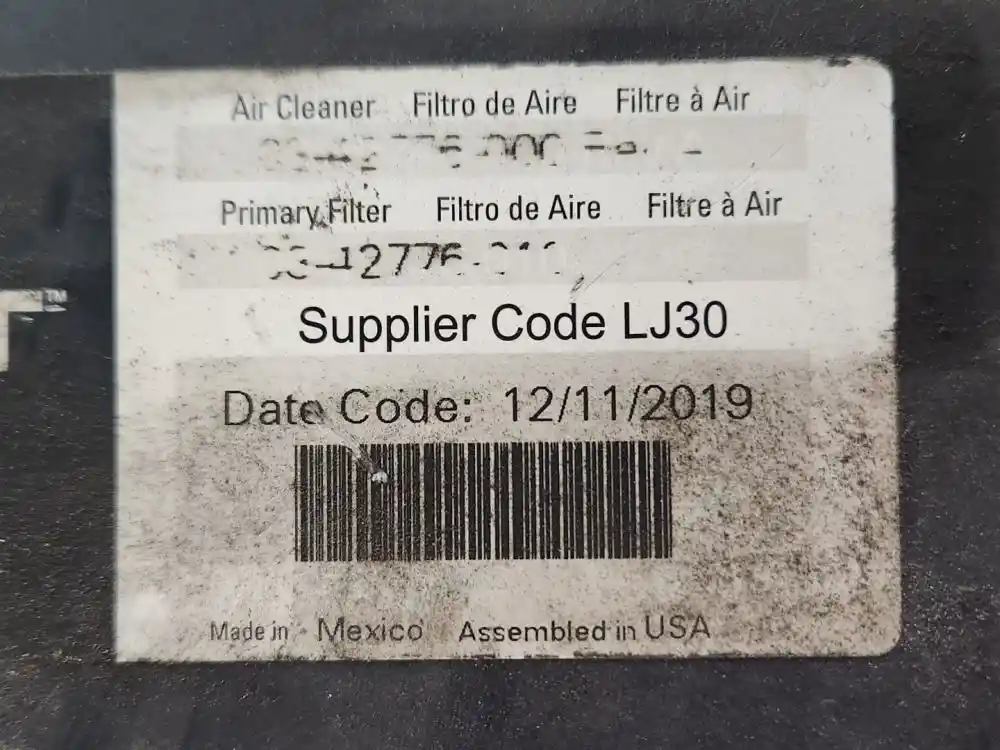 Air Cleaner Filtro de Aire Filtre à Air
Primary Filter Filtro de Aire Filtre à Air
Supplier Code LJ30
Date Code: 12/11/2019
Made in Mexico Assembled in USA
TM